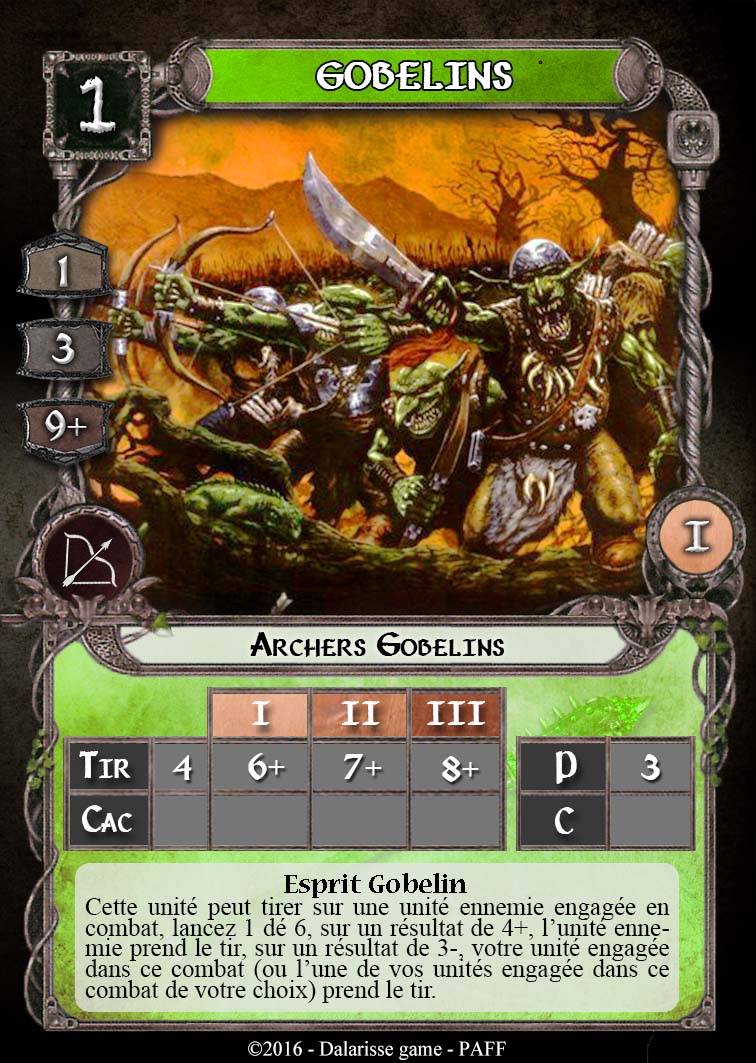 GOBELINS
1
1
3
9+
I
ARCHERS GOBELINS
I II III
TIR 4 6+ 7+ 8+ P 3
CAC C
Esprit Gobelin
Cette unité peut tirer sur une unité ennemie engagée en
combat, lancez 1 dé 6, sur un résultat de 4+, l'unité enne-
mie prend le tir, sur un résultat de 3-, votre unité engagée
dans ce combat (ou l'une de vos unités engagée dans ce
combat de votre choix) prend le tir.
©2016 - Dalarisse game - PAFF